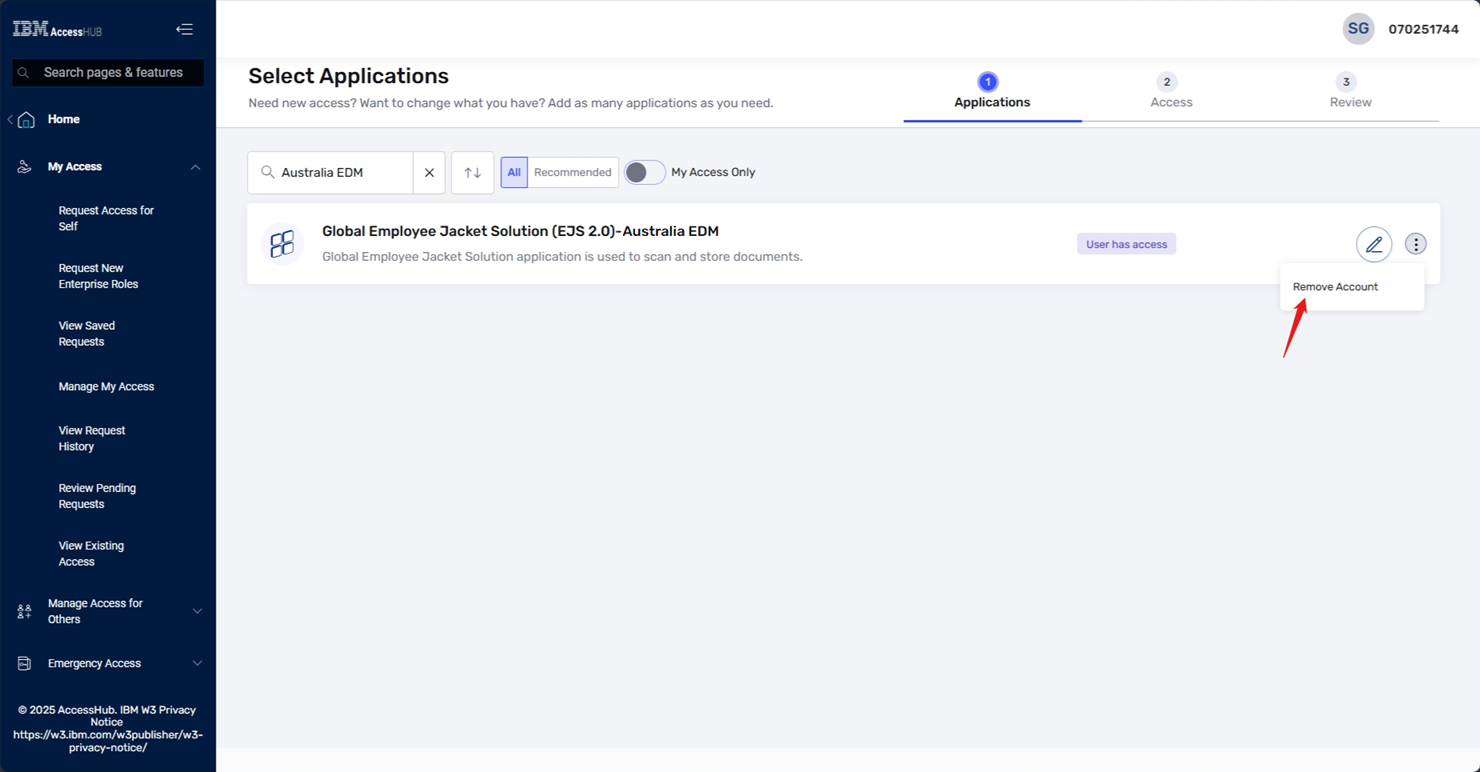 IBM AccessHUB
Search pages & features
Home
My Access
Request Access for
Self
Request New
Enterprise Roles
View Saved
Requests
Manage My Access
View Request
History
Review Pending
Requests
View Existing
Access
Manage Access for
Others
Emergency Access
© 2025 AccessHub. IBM W3 Privacy
Notice
https://w3.ibm.com/w3publisher/w3-
privacy-notice/
SG 070251744
Select Applications
Need new access? Want to change what you have? Add as many applications as you need.
1 2 3
Applications Access Review
Australia EDM All Recommended My Access Only
Global Employee Jacket Solution (EJS 2.0)-Australia EDM
Global Employee Jacket Solution application is used to scan and store documents.
User has access
Remove Account